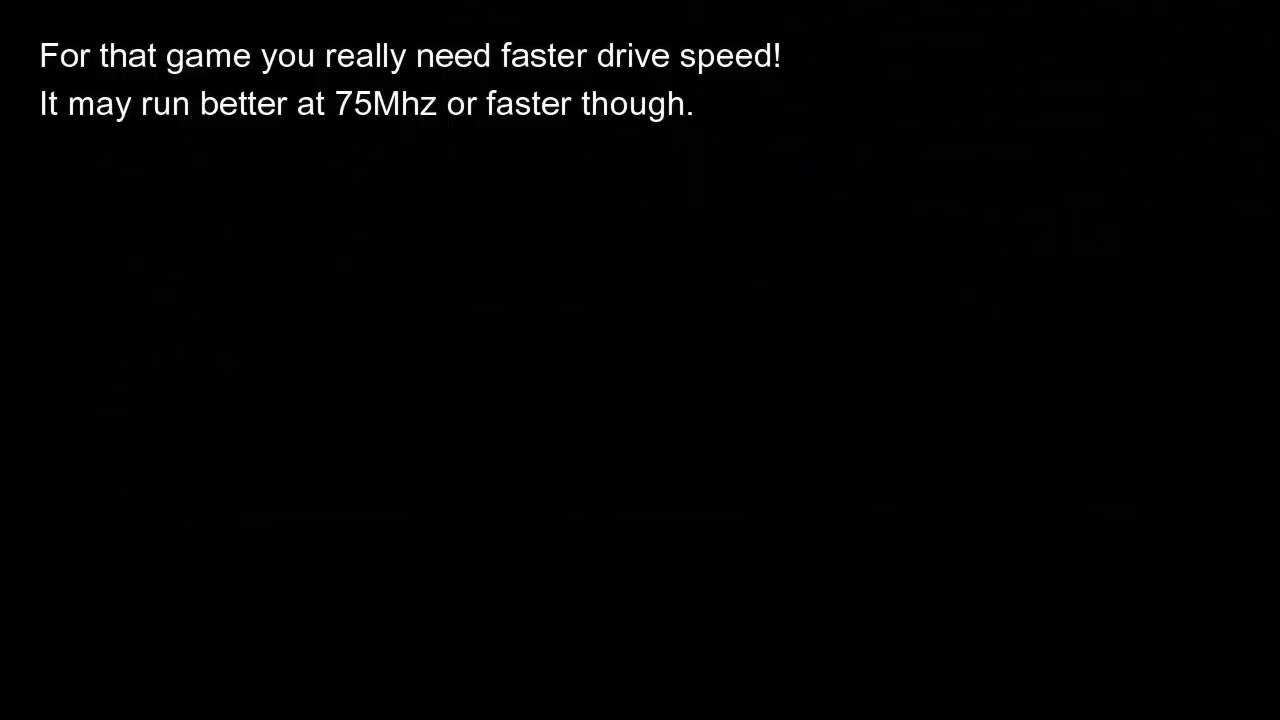 For that game you really need faster drive speed!
It may run better at 75Mhz or faster though.